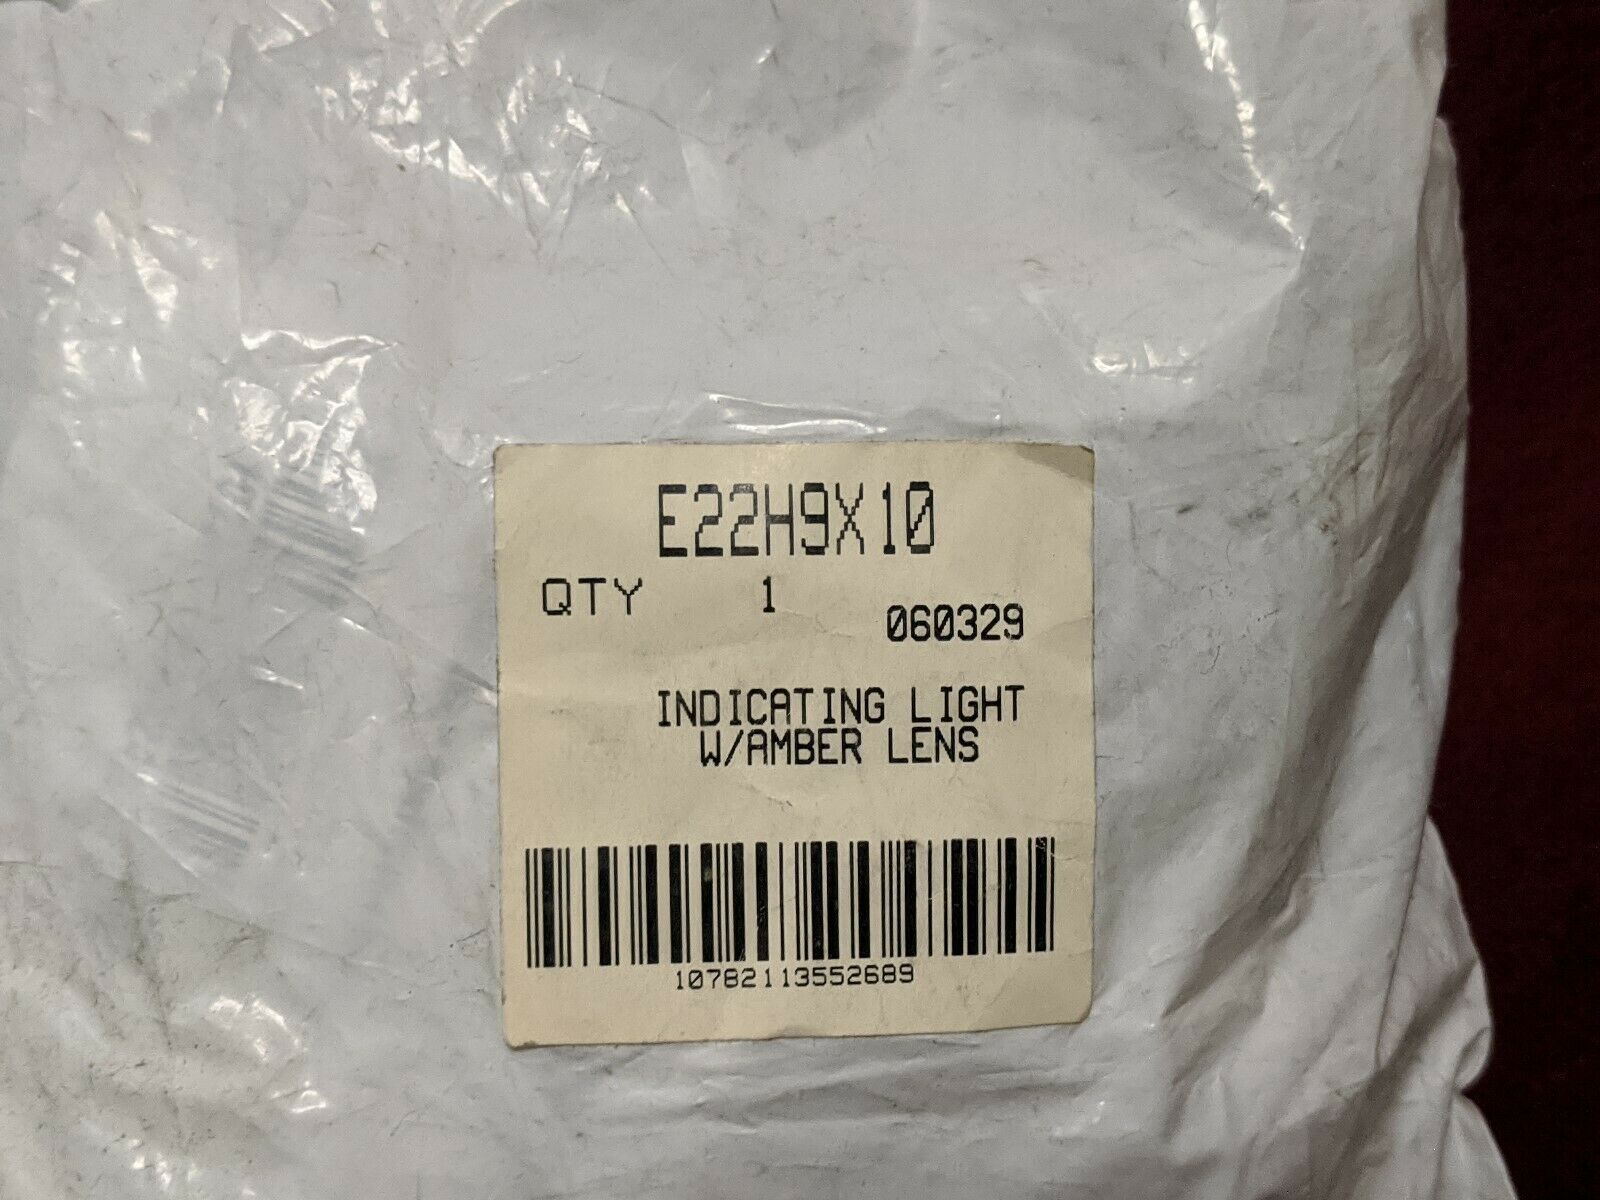 E22H9X10
QTY 1
060329
INDICATING LIGHT
W/AMBER LENS
10782113552689